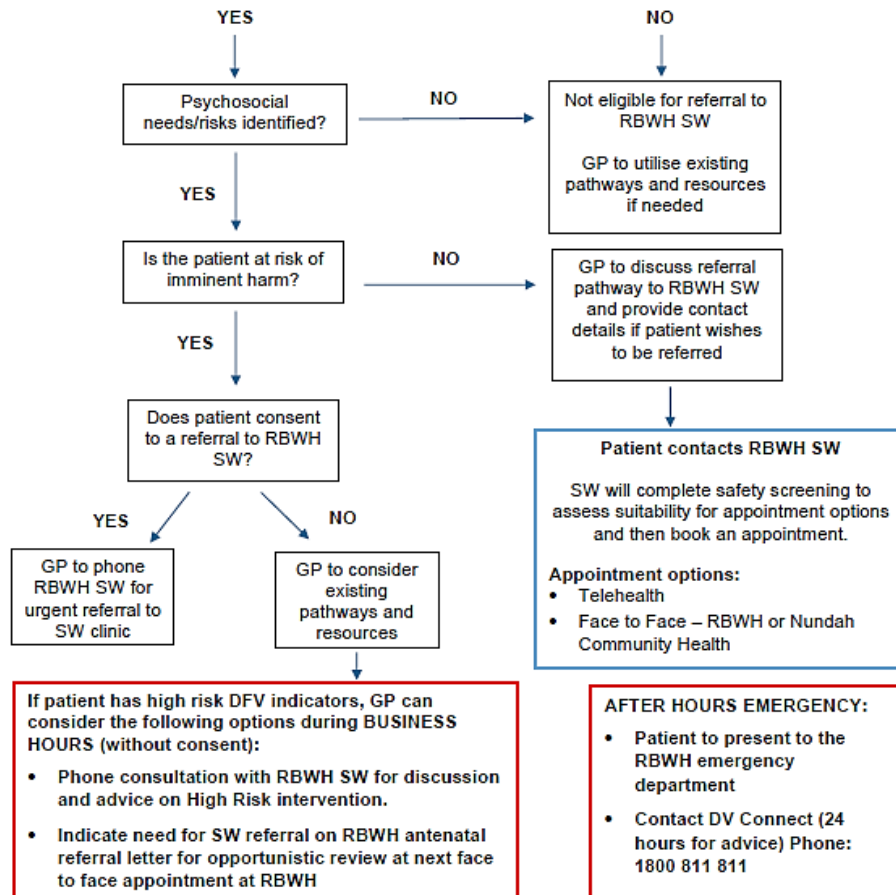 YES
NO
Psychosocial
needs/risks identified?
NO
Not eligible for referral to
RBWH SW
GP to utilise existing
pathways and resources
if needed
YES
Is the patient at risk of
imminent harm?
NO
GP to discuss referral
pathway to RBWH SW
and provide contact
details if patient wishes
to be referred
YES
Does patient consent
to a referral to RBWH
SW?
YES
NO
GP to phone
RBWH SW for
urgent referral to
SW clinic
GP to consider
existing
pathways and
resources
Patient contacts RBWH SW
SW will complete safety screening to
assess suitability for appointment options
and then book an appointment.
Appointment options:
• Telehealth
• Face to Face – RBWH or Nundah
Community Health
If patient has high risk DFV indicators, GP can
consider the following options during BUSINESS
HOURS (without consent):
• Phone consultation with RBWH SW for discussion
and advice on High Risk intervention.
• Indicate need for SW referral on RBWH antenatal
referral letter for opportunistic review at next face
to face appointment at RBWH
AFTER HOURS EMERGENCY:
• Patient to present to the
RBWH emergency
department
• Contact DV Connect (24
hours for advice) Phone:
1800 811 811